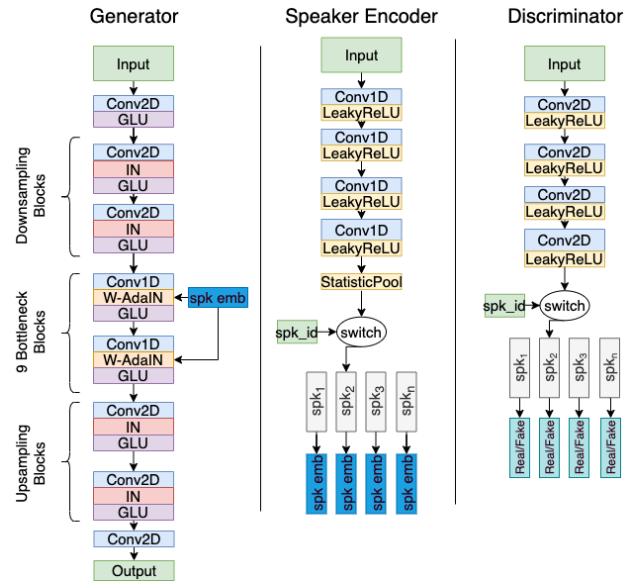 Generator
Input
Conv2D
GLU
Downsampling
Blocks
Conv2D
IN
GLU
Conv2D
IN
GLU
9 Bottleneck
Blocks
Conv1D
W-AdaIN
GLU
spk emb
Conv1D
W-AdaIN
GLU
Upsampling
Blocks
Conv2D
IN
GLU
Conv2D
IN
GLU
Conv2D
Output
Speaker Encoder
Input
Conv1D
LeakyReLU
Conv1D
LeakyReLU
Conv1D
LeakyReLU
Conv1D
LeakyReLU
StatisticPool
spk_id
switch
spk1
spk2
spk3
spkn
spk emb
spk emb
spk emb
spk emb
Discriminator
Input
Conv2D
LeakyReLU
Conv2D
LeakyReLU
Conv2D
LeakyReLU
Conv2D
LeakyReLU
spk_id
switch
spk1
spk2
spk3
spkn
Real/Fake
Real/Fake
Real/Fake
Real/Fake